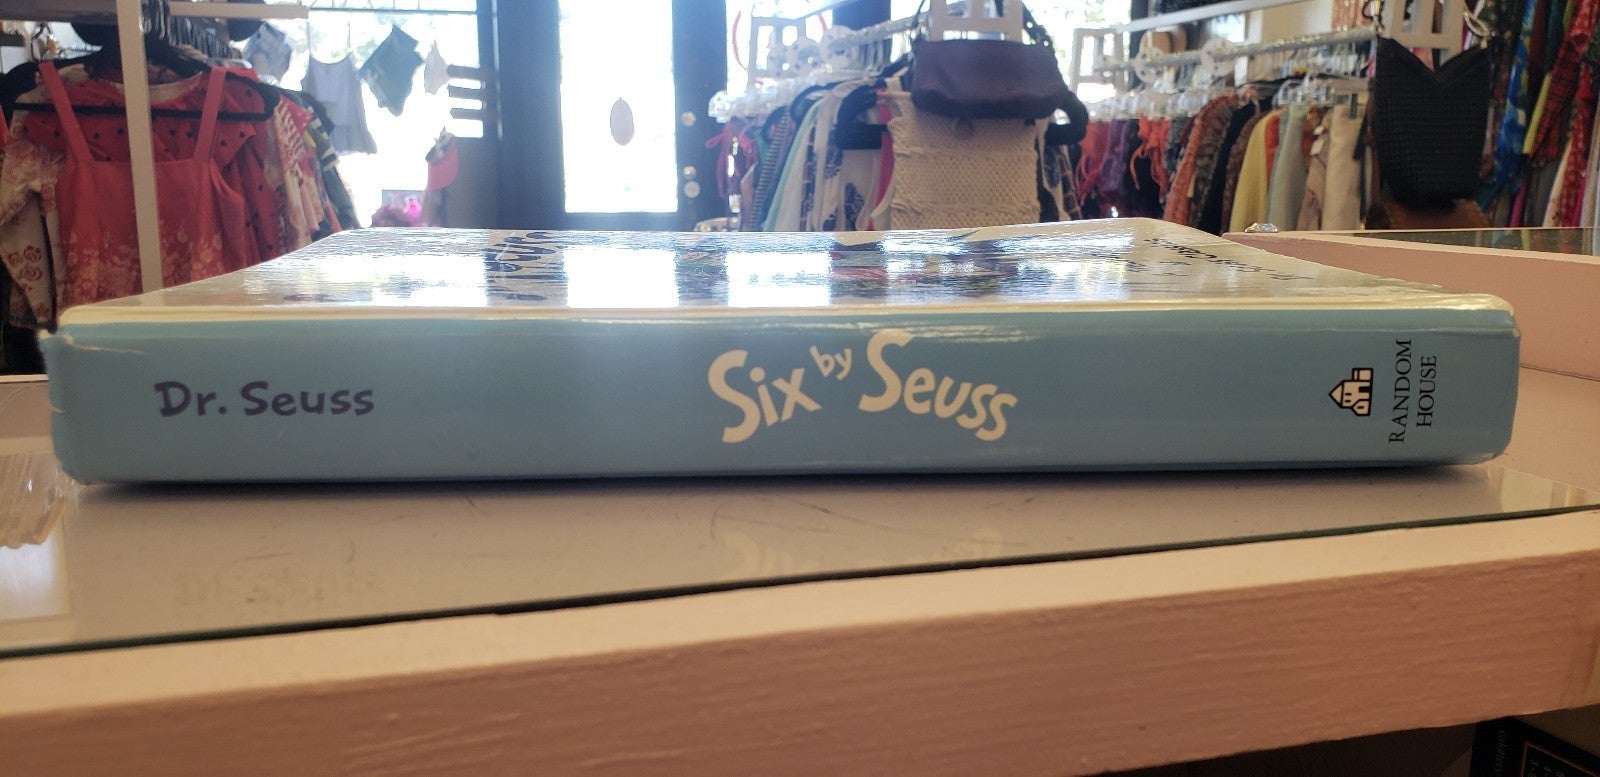 Dr. Seuss
Six by Seuss
RANDOM
HOUSE